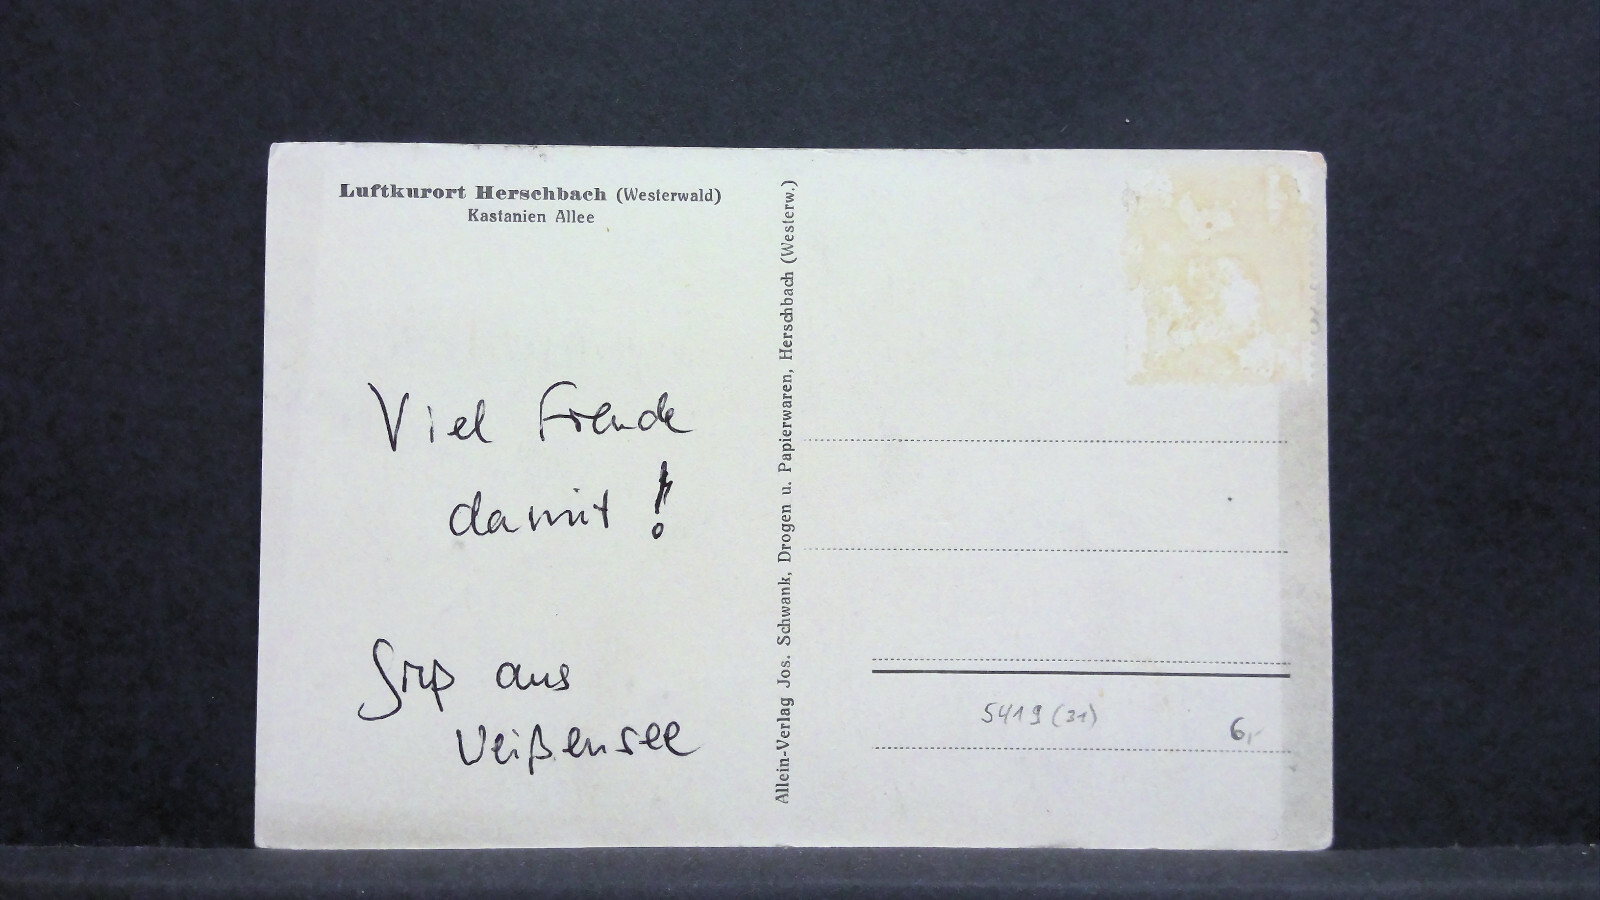 Luftkurort Herschbach (Westerwald)
Kastanien Allee
Viel Freude
damit!
Gruß aus
Weißensee
Allein-Verlag Jos. Schwank, Drogen u. Papierwaren, Herschbach (Westerw.)
5419 (31)
6,-